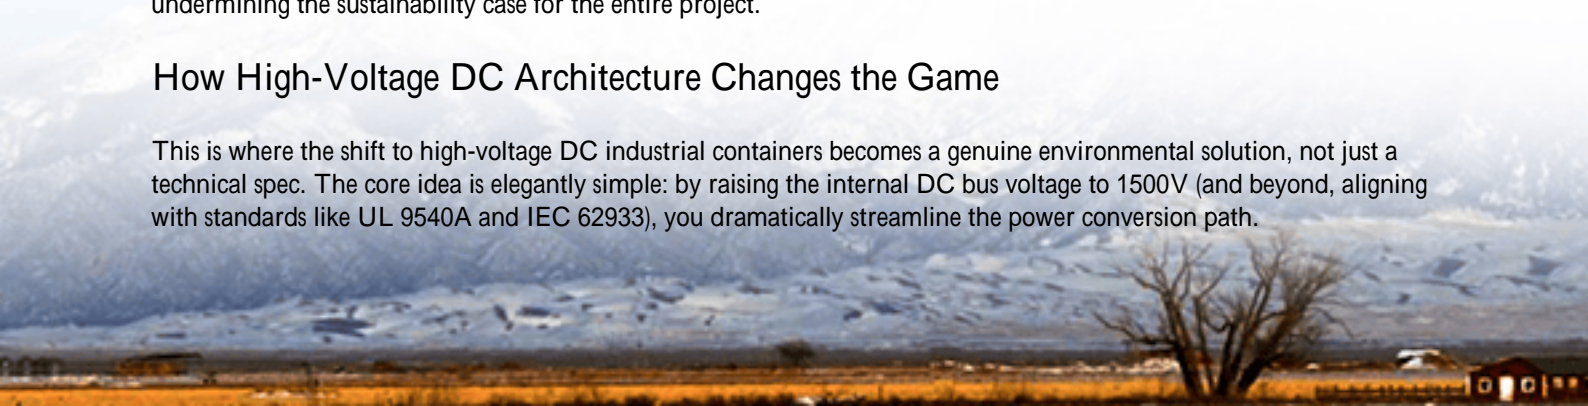 undermining the sustainability case for the entire project.
How High-Voltage DC Architecture Changes the Game
This is where the shift to high-voltage DC industrial containers becomes a genuine environmental solution, not just a
technical spec. The core idea is elegantly simple: by raising the internal DC bus voltage to 1500V (and beyond, aligning
with standards like UL 9540A and IEC 62933), you dramatically streamline the power conversion path.